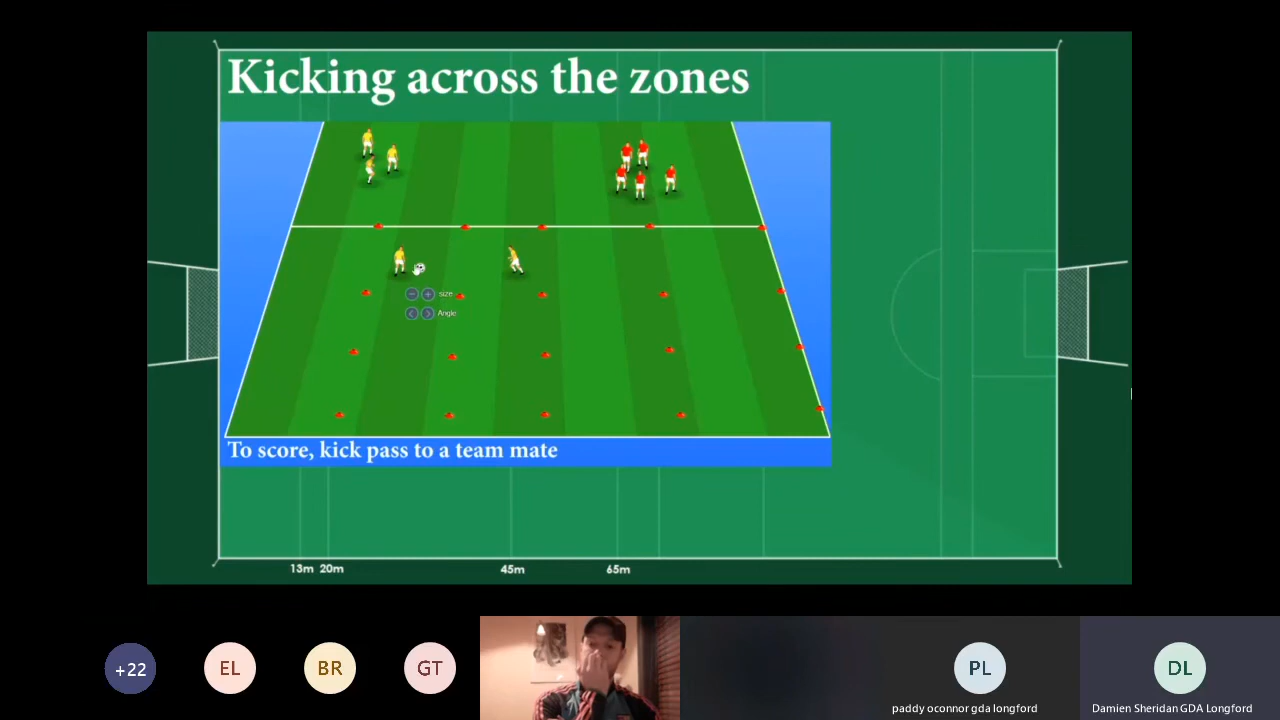 Kicking across the zones
size
Angle
To score, kick pass to a team mate
13m 20m 45m 65m
+22
EL
BR
GT
PL
DL
paddy oconnor gda longford
Damien Sheridan GDA Longford